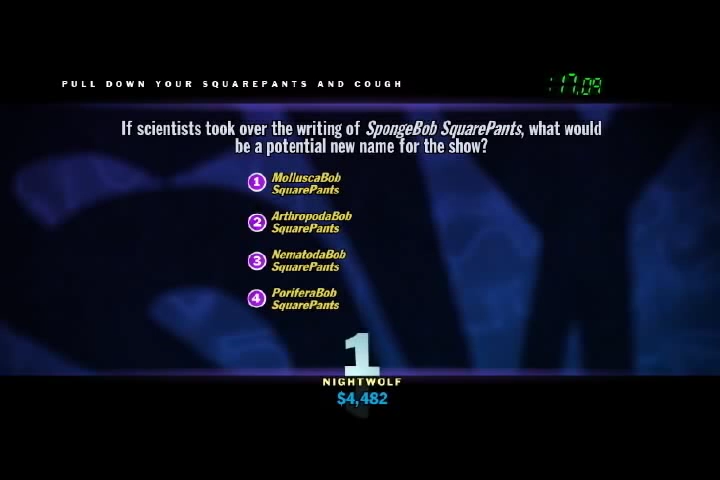 PULL DOWN YOUR SQUAREPANTS AND COUGH
:17.09
If scientists took over the writing of SpongeBob SquarePants, what would
be a potential new name for the show?
1 MolluscaBob
SquarePants
2 ArthropodaBob
SquarePants
3 NematodaBob
SquarePants
4 PoriferaBob
SquarePants
1
NIGHTWOLF
$4,482